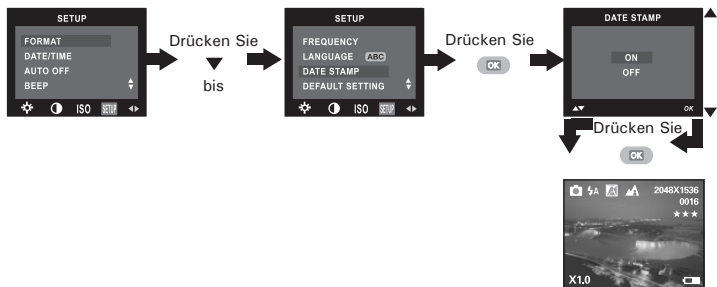 SETUP
FORMAT
DATE/TIME
AUTO OFF
BEEP
ISO SETUP
Drücken Sie
bis
SETUP
FREQUENCY
LANGUAGE ABC
DATE STAMP
DEFAULT SETTING
ISO SETUP
Drücken Sie
OK
DATE STAMP
ON
OFF
OK
Drücken Sie
OK
A 2048X1536
0016
X1.0